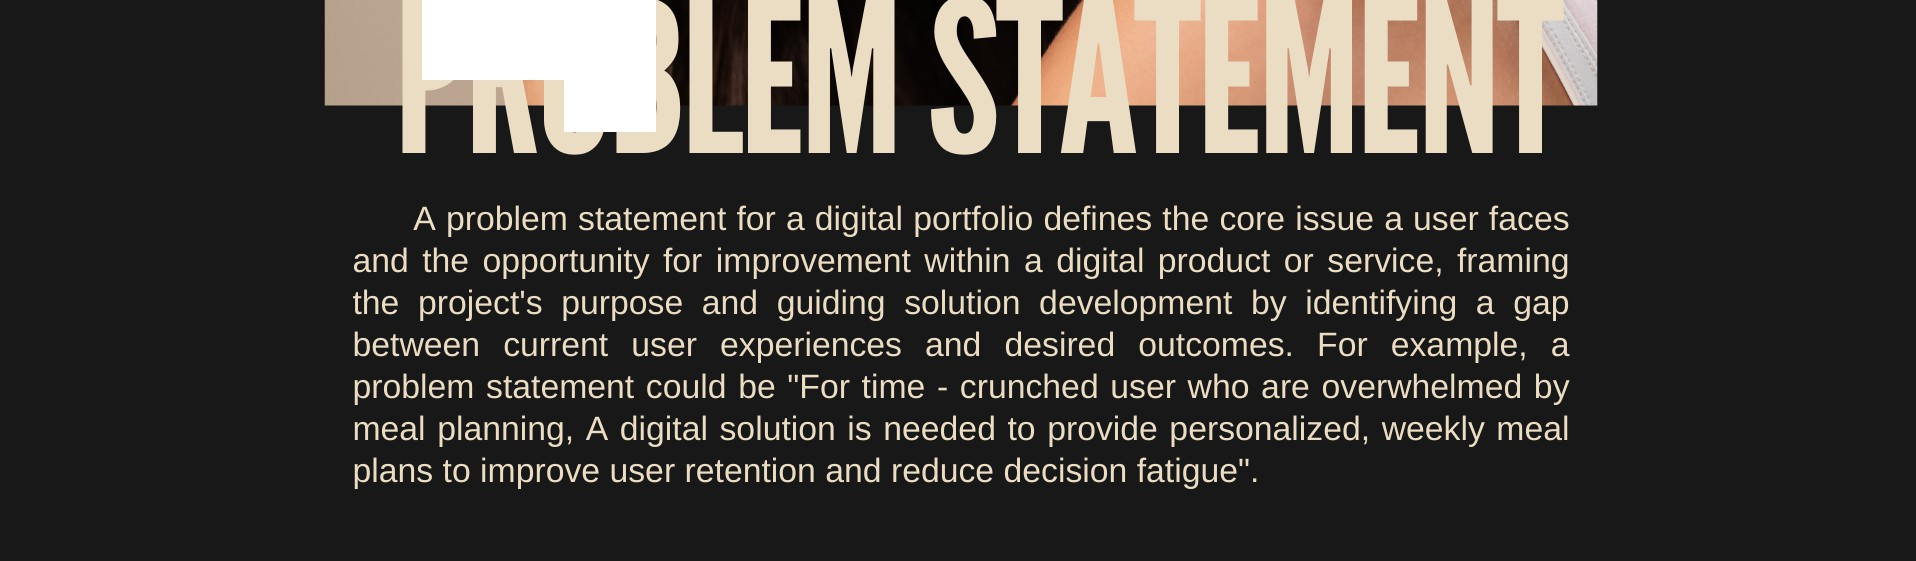 PROBLEM STATEMENT
A problem statement for a digital portfolio defines the core issue a user faces
and the opportunity for improvement within a digital product or service, framing
the project's purpose and guiding solution development by identifying a gap
between current user experiences and desired outcomes. For example, a
problem statement could be "For time - crunched user who are overwhelmed by
meal planning, A digital solution is needed to provide personalized, weekly meal
plans to improve user retention and reduce decision fatigue".